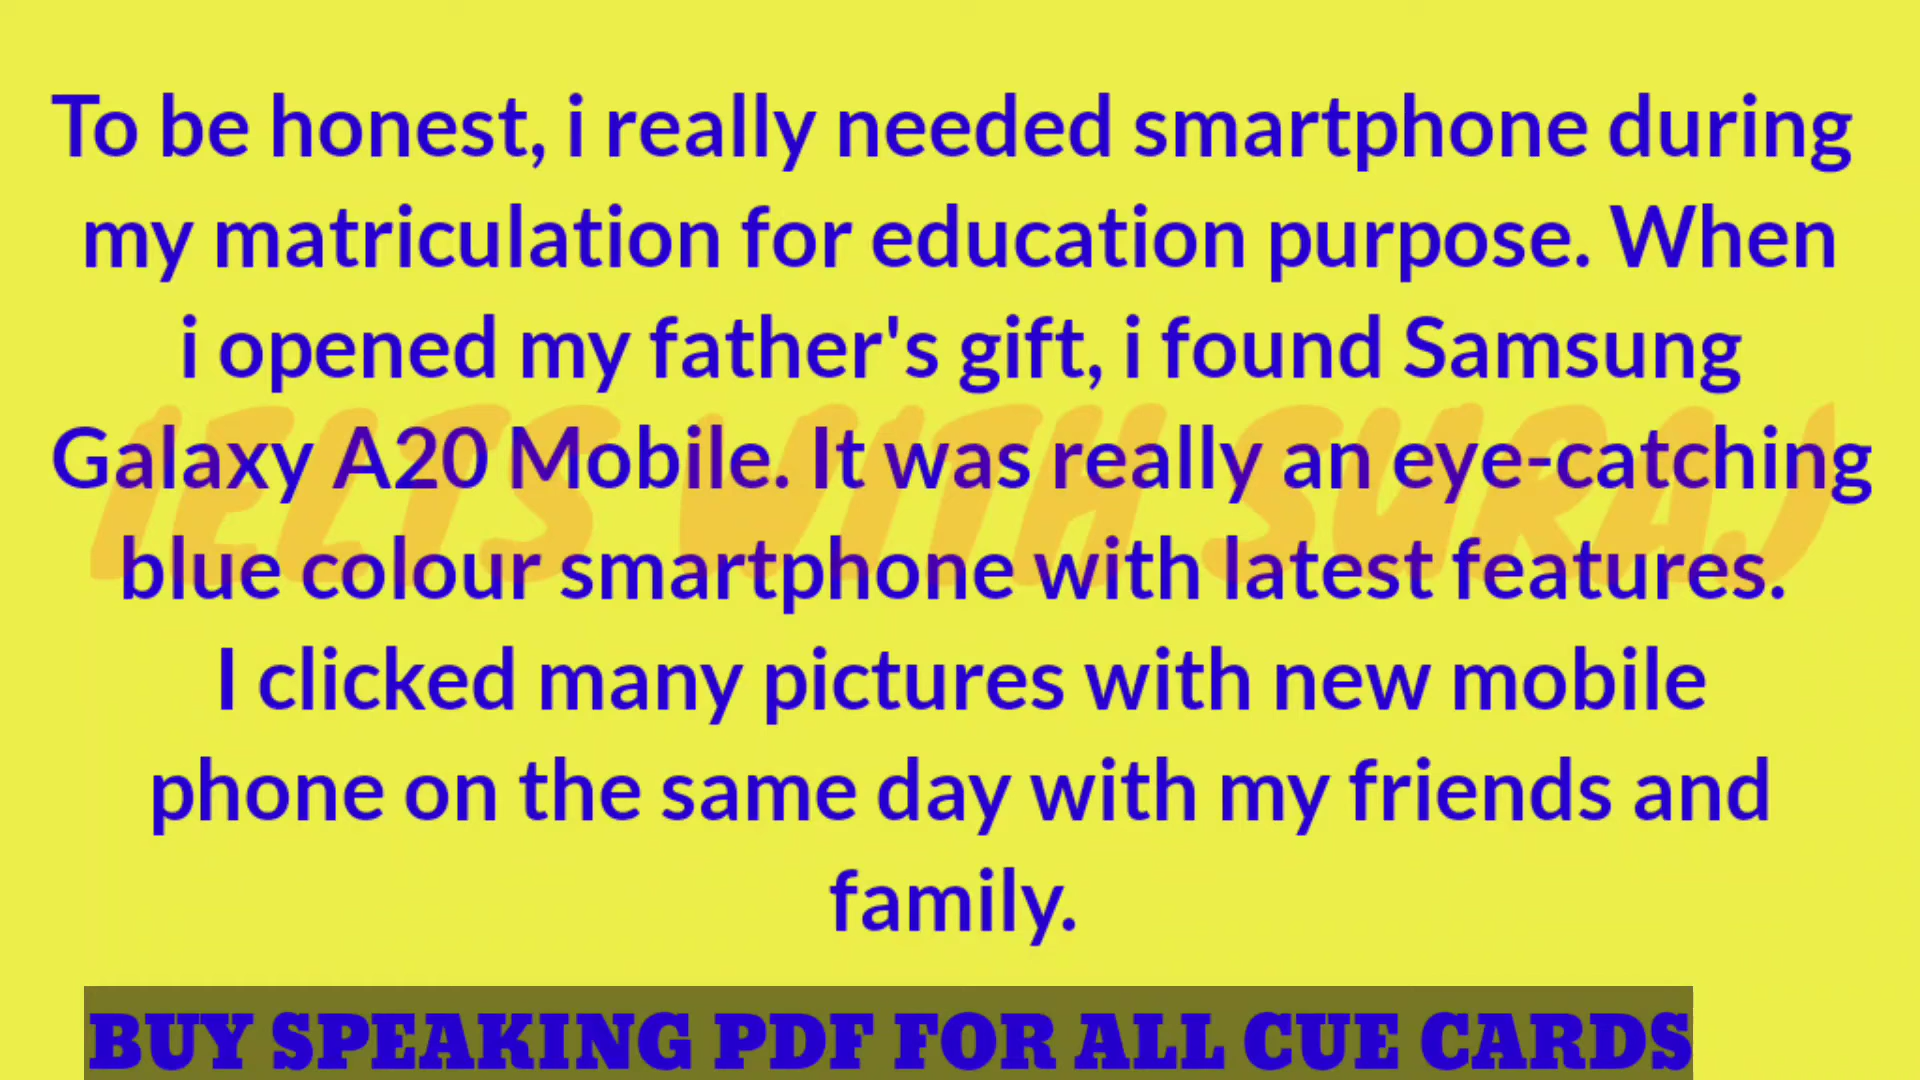 To be honest, i really needed smartphone during
my matriculation for education purpose. When
i opened my father's gift, i found Samsung
Galaxy A20 Mobile. It was really an eye-catching
blue colour smartphone with latest features.
I clicked many pictures with new mobile
phone on the same day with my friends and
family.
IELTS WITH SURAJ
BUY SPEAKING PDF FOR ALL CUE CARDS